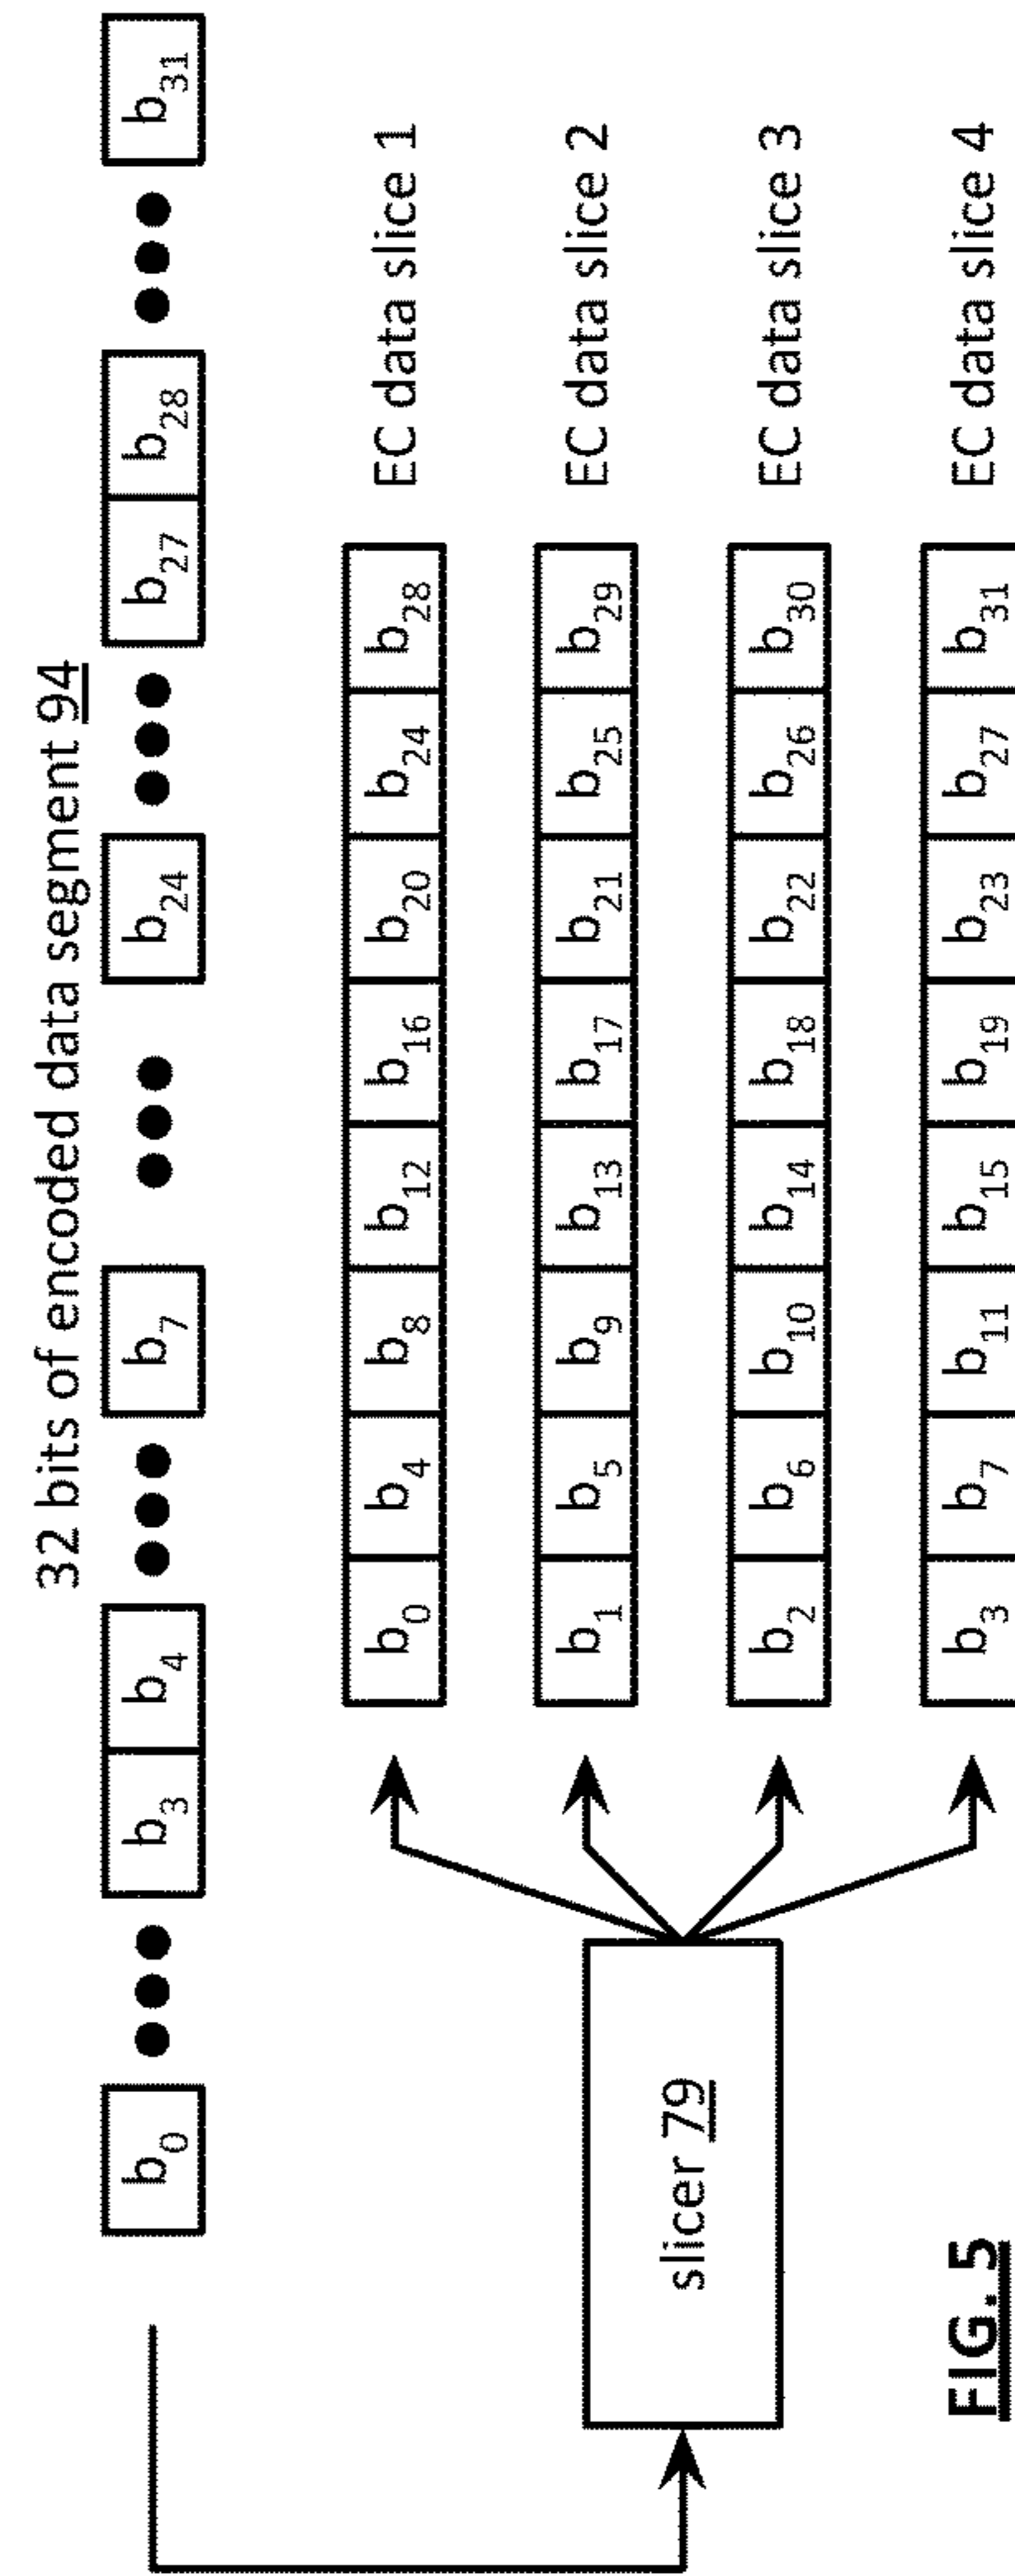 32 bits of encoded data segment 94
b0 ••• b3 b4 ••• b7 ••• b24 ••• b27 b28 ••• b31
b0 b4 b8 b12 b16 b20 b24 b28 EC data slice 1
b1 b5 b9 b13 b17 b21 b25 b29 EC data slice 2
slicer 79
b2 b6 b10 b14 b18 b22 b26 b30 EC data slice 3
b3 b7 b11 b15 b19 b23 b27 b31 EC data slice 4
FIG. 5